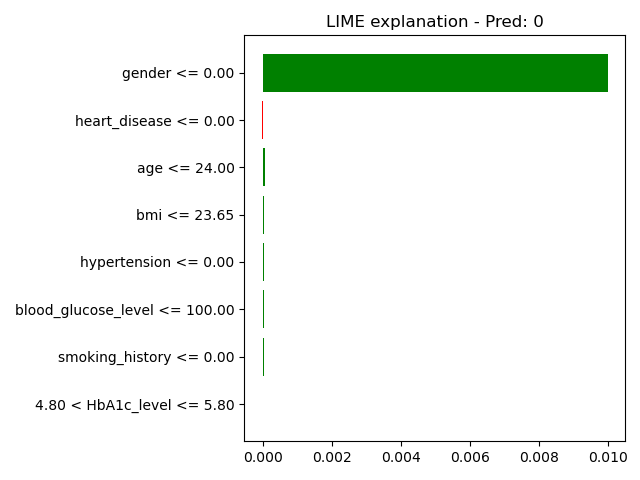 LIME explanation - Pred: 0
gender <= 0.00
heart_disease <= 0.00
age <= 24.00
bmi <= 23.65
hypertension <= 0.00
blood_glucose_level <= 100.00
smoking_history <= 0.00
4.80 < HbA1c_level <= 5.80
0.000 0.002 0.004 0.006 0.008 0.010